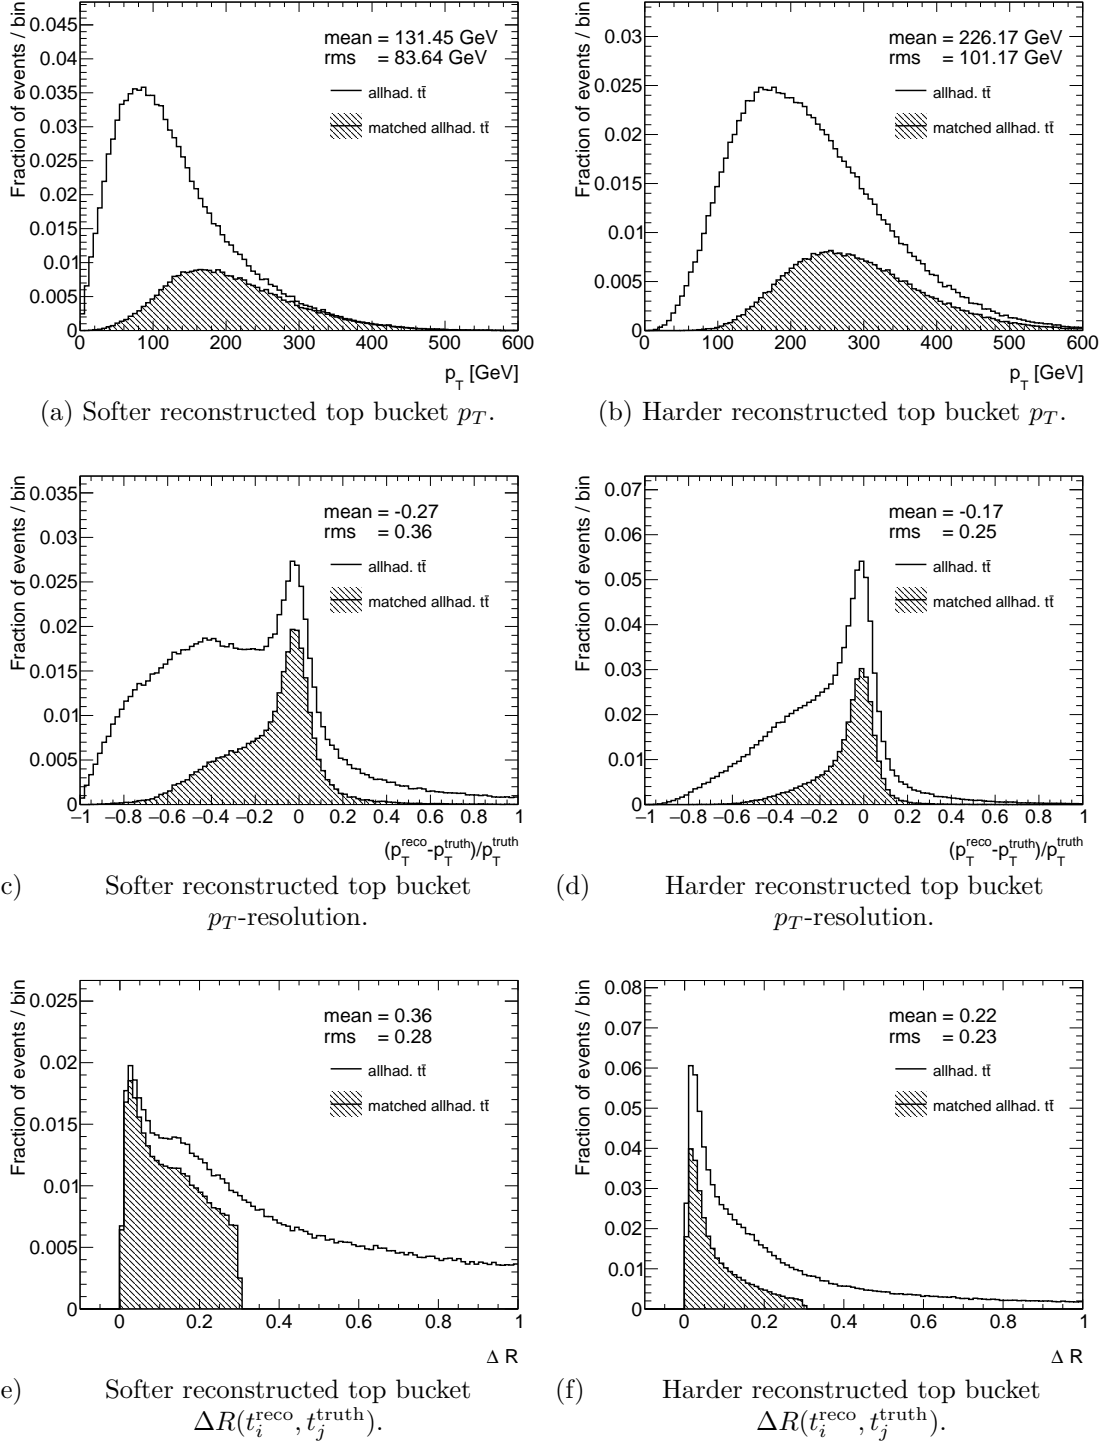 Fraction of events / bin
0.045
0.04
0.035
0.03
0.025
0.02
0.015
0.01
0.005
0
mean = 131.45 GeV
rms = 83.64 GeV
allhad. tt̄
matched allhad. tt̄
0 100 200 300 400 500 600
p_T [GeV]
(a) Softer reconstructed top bucket p_T.
Fraction of events / bin
0.03
0.025
0.02
0.015
0.01
0.005
0
mean = 226.17 GeV
rms = 101.17 GeV
allhad. tt̄
matched allhad. tt̄
0 100 200 300 400 500 600
p_T [GeV]
(b) Harder reconstructed top bucket p_T.
Fraction of events / bin
0.035
0.03
0.025
0.02
0.015
0.01
0.005
0
mean = -0.27
rms = 0.36
allhad. tt̄
matched allhad. tt̄
−1 −0.8 −0.6 −0.4 −0.2 0 0.2 0.4 0.6 0.8 1
(p_T^reco-p_T^truth)/p_T^truth
c) Softer reconstructed top bucket
p_T-resolution.
Fraction of events / bin
0.07
0.06
0.05
0.04
0.03
0.02
0.01
0
mean = -0.17
rms = 0.25
allhad. tt̄
matched allhad. tt̄
−1 −0.8 −0.6 −0.4 −0.2 0 0.2 0.4 0.6 0.8 1
(p_T^reco-p_T^truth)/p_T^truth
(d) Harder reconstructed top bucket
p_T-resolution.
Fraction of events / bin
0.025
0.02
0.015
0.01
0.005
0
mean = 0.36
rms = 0.28
allhad. tt̄
matched allhad. tt̄
0 0.2 0.4 0.6 0.8 1
Δ R
e) Softer reconstructed top bucket
ΔR(t_i^reco, t_j^truth).
Fraction of events / bin
0.08
0.07
0.06
0.05
0.04
0.03
0.02
0.01
0
mean = 0.22
rms = 0.23
allhad. tt̄
matched allhad. tt̄
0 0.2 0.4 0.6 0.8 1
Δ R
(f) Harder reconstructed top bucket
ΔR(t_i^reco, t_j^truth).